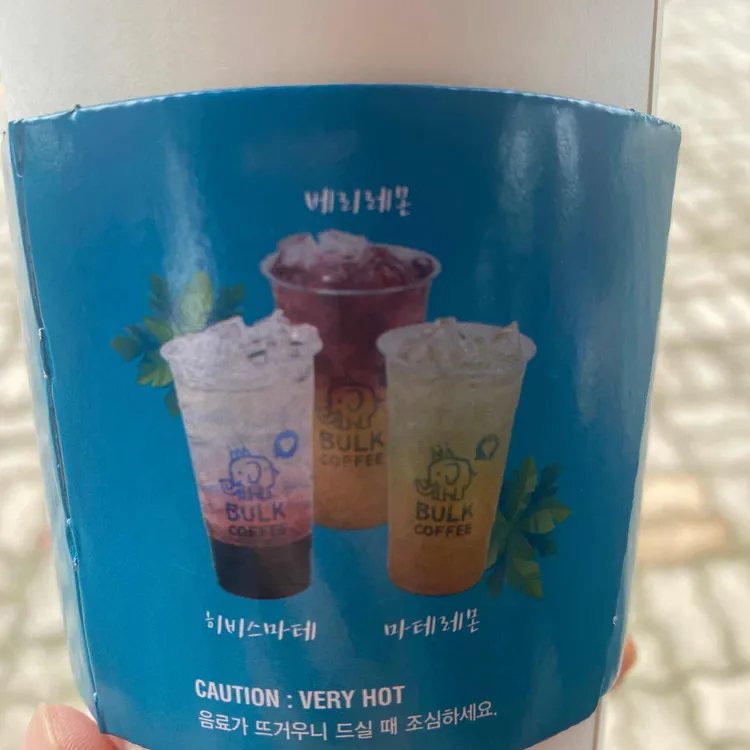 베리레몬
BULK
COFFEE
BULK
COFFEE
BULK
COFFEE
히비스마테
마테레몬
CAUTION : VERY HOT
음료가 뜨거우니 드실 때 조심하세요.